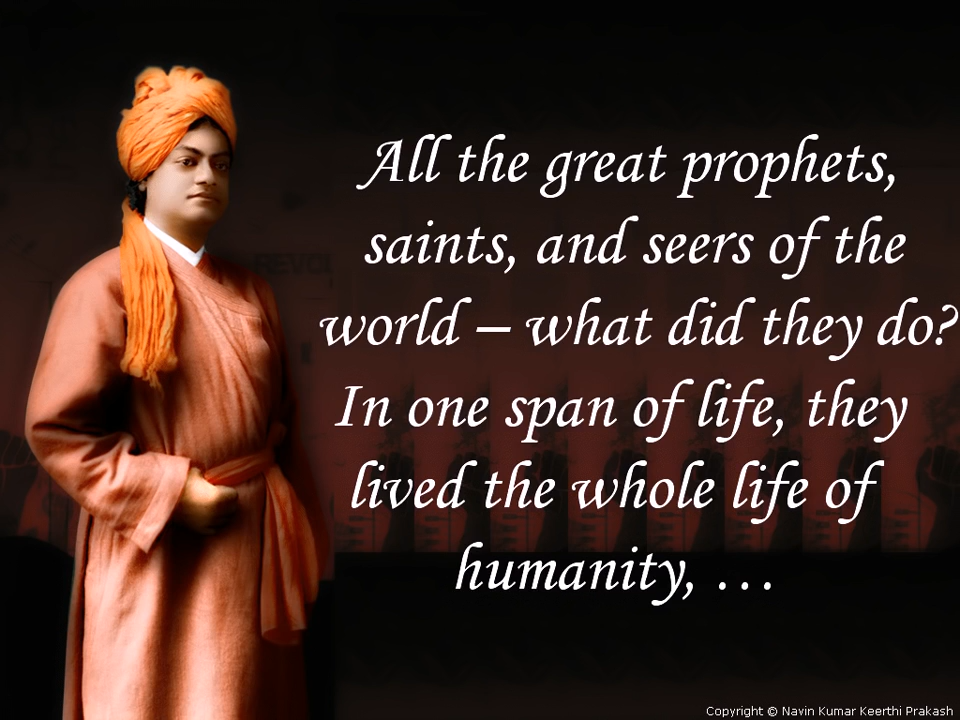 All the great prophets,
saints, and seers of the
world – what did they do?
In one span of life, they
lived the whole life of
humanity, …
Copyright © Navin Kumar Keerthi Prakash